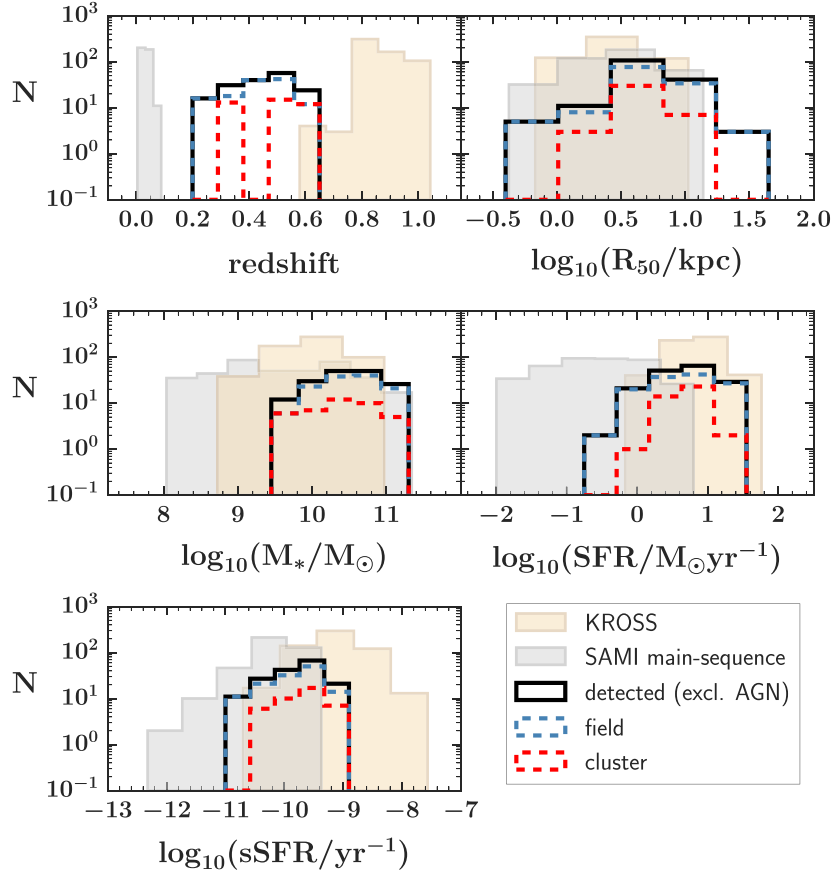 10³
10²
10¹
10⁰
10⁻¹
N
0.0 0.2 0.4 0.6 0.8 1.0
redshift
−0.5 0.0 0.5 1.0 1.5 2.0
log₁₀(R₅₀/kpc)
10³
10²
10¹
10⁰
10⁻¹
N
8 9 10 11
log₁₀(M∗/M⊙)
−2 −1 0 1 2
log₁₀(SFR/M⊙yr⁻¹)
10³
10²
10¹
10⁰
10⁻¹
N
−13 −12 −11 −10 −9 −8 −7
log₁₀(sSFR/yr⁻¹)
KROSS
SAMI main-sequence
detected (excl. AGN)
field
cluster